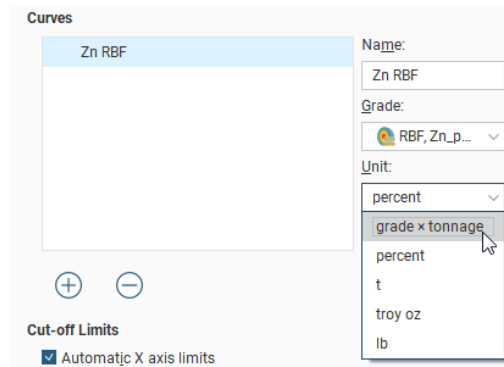 Curves
Zn RBF
Name:
Zn RBF
Grade:
RBF, Zn_p...
Unit:
percent
grade × tonnage
percent
t
troy oz
lb
Cut-off Limits
Automatic X axis limits